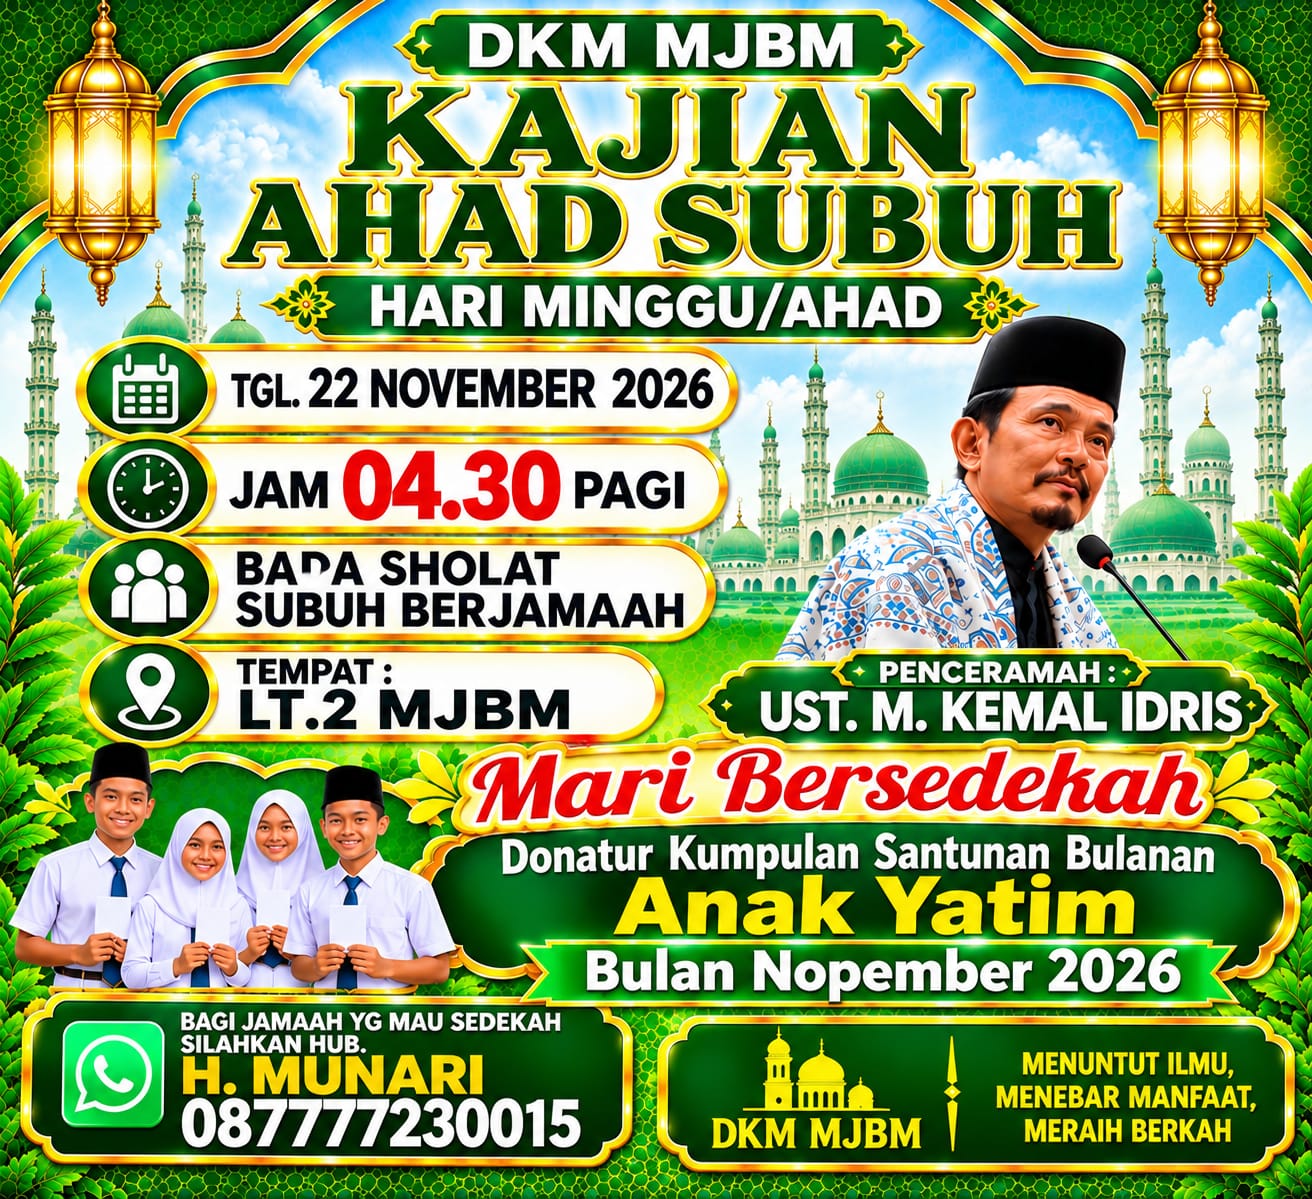 DKM MJBM
KAJIAN
AHAD SUBUH
HARI MINGGU/AHAD
TGL. 22 NOVEMBER 2026
JAM 04.30 PAGI
BADA SHOLAT
SUBUH BERJAMAAH
TEMPAT :
LT.2 MJBM
PENCERAMAH :
UST. M. KEMAL IDRIS
Mari Bersedekah
Donatur Kumpulan Santunan Bulanan
Anak Yatim
Bulan Nopember 2026
BAGI JAMAAH YG MAU SEDEKAH
SILAHKAN HUB.
H. MUNARI
087777230015
DKM MJBM
MENUNTUT ILMU,
MENEBAR MANFAAT,
MERAIH BERKAH